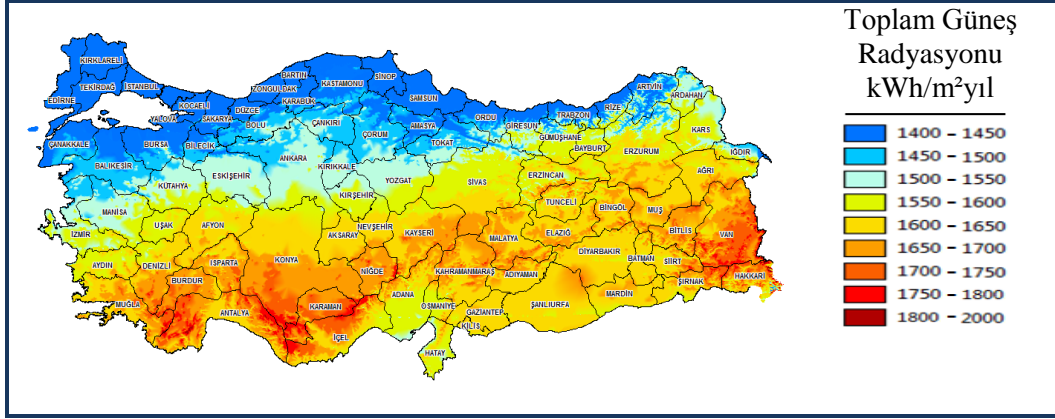 Toplam Güneş
Radyasyonu
kWh/m²yıl
1400 – 1450
1450 – 1500
1500 – 1550
1550 – 1600
1600 – 1650
1650 – 1700
1700 – 1750
1750 – 1800
1800 – 2000
KIRKLARELİ
TEKİRDAĞ
İSTANBUL
EDİRNE
KOCAELİ
YALOVA
SAKARYA
DÜZCE
ZONGULDAK
BARTIN
KARABÜK
KASTAMONU
SİNOP
SAMSUN
ORDU
GİRESUN
TRABZON
RİZE
ARTVİN
ARDAHAN
ÇANAKKALE
BALIKESİR
BURSA
BİLECİK
BOLU
ÇANKIRI
ÇORUM
AMASYA
TOKAT
GÜMÜŞHANE
BAYBURT
ERZURUM
KARS
IĞDIR
KÜTAHYA
ESKİŞEHİR
ANKARA
KIRIKKALE
KIRŞEHİR
YOZGAT
SİVAS
ERZİNCAN
AĞRI
MANİSA
İZMİR
UŞAK
AFYON
AKSARAY
NEVŞEHİR
KAYSERİ
MALATYA
ELAZIĞ
TUNCELİ
BİNGÖL
MUŞ
BİTLİS
VAN
AYDIN
DENİZLİ
ISPARTA
BURDUR
KONYA
NİĞDE
KAHRAMANMARAŞ
ADIYAMAN
DİYARBAKIR
BATMAN
SİİRT
ŞIRNAK
HAKKARİ
MUĞLA
ANTALYA
KARAMAN
İÇEL
ADANA
OSMANİYE
GAZİANTEP
KİLİS
ŞANLIURFA
MARDİN
HATAY